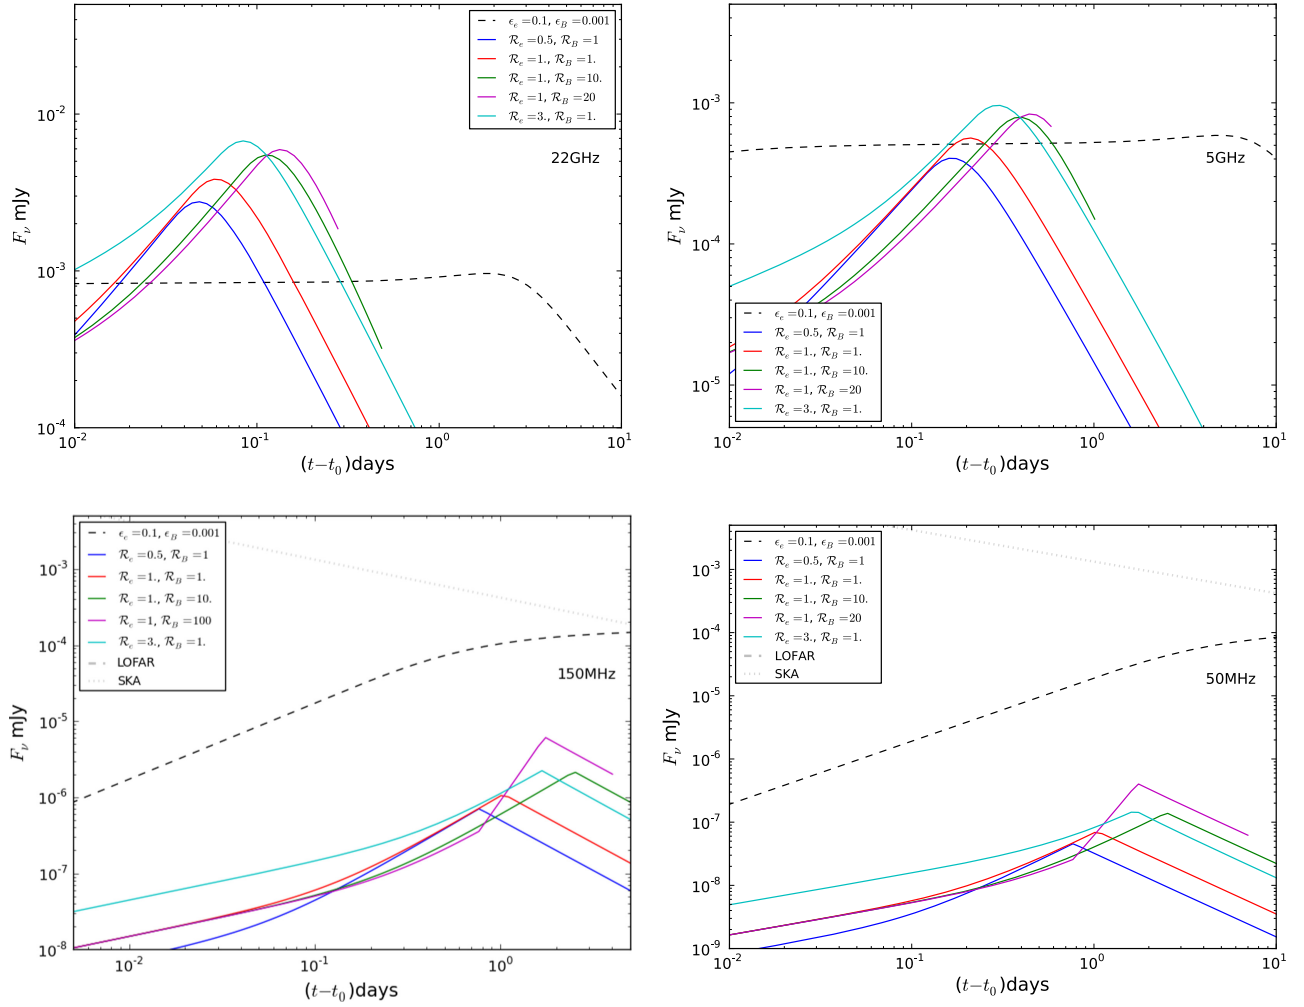 ϵ_e =0.1, ϵ_B =0.001
ℛ_e =0.5, ℛ_B =1
ℛ_e =1., ℛ_B =1.
ℛ_e =1., ℛ_B =10.
ℛ_e =1, ℛ_B =20
ℛ_e =3., ℛ_B =1.
22GHz
10^-2
10^-3
10^-4
F_ν mJy
10^-2 10^-1 10^0 10^1
(t−t_0)days
10^-3
10^-4
10^-5
F_ν mJy
5GHz
ϵ_e =0.1, ϵ_B =0.001
ℛ_e =0.5, ℛ_B =1
ℛ_e =1., ℛ_B =1.
ℛ_e =1., ℛ_B =10.
ℛ_e =1, ℛ_B =20
ℛ_e =3., ℛ_B =1.
10^-2 10^-1 10^0 10^1
(t−t_0)days
ϵ_e =0.1, ϵ_B =0.001
ℛ_e =0.5, ℛ_B =1
ℛ_e =1., ℛ_B =1.
ℛ_e =1., ℛ_B =10.
ℛ_e =1, ℛ_B =100
ℛ_e =3., ℛ_B =1.
LOFAR
SKA
150MHz
10^-3
10^-4
10^-5
10^-6
10^-7
10^-8
F_ν mJy
10^-2 10^-1 10^0
(t−t_0)days
ϵ_e =0.1, ϵ_B =0.001
ℛ_e =0.5, ℛ_B =1
ℛ_e =1., ℛ_B =1.
ℛ_e =1., ℛ_B =10.
ℛ_e =1, ℛ_B =20
ℛ_e =3., ℛ_B =1.
LOFAR
SKA
50MHz
10^-3
10^-4
10^-5
10^-6
10^-7
10^-8
10^-9
F_ν mJy
10^-2 10^-1 10^0 10^1
(t−t_0)days